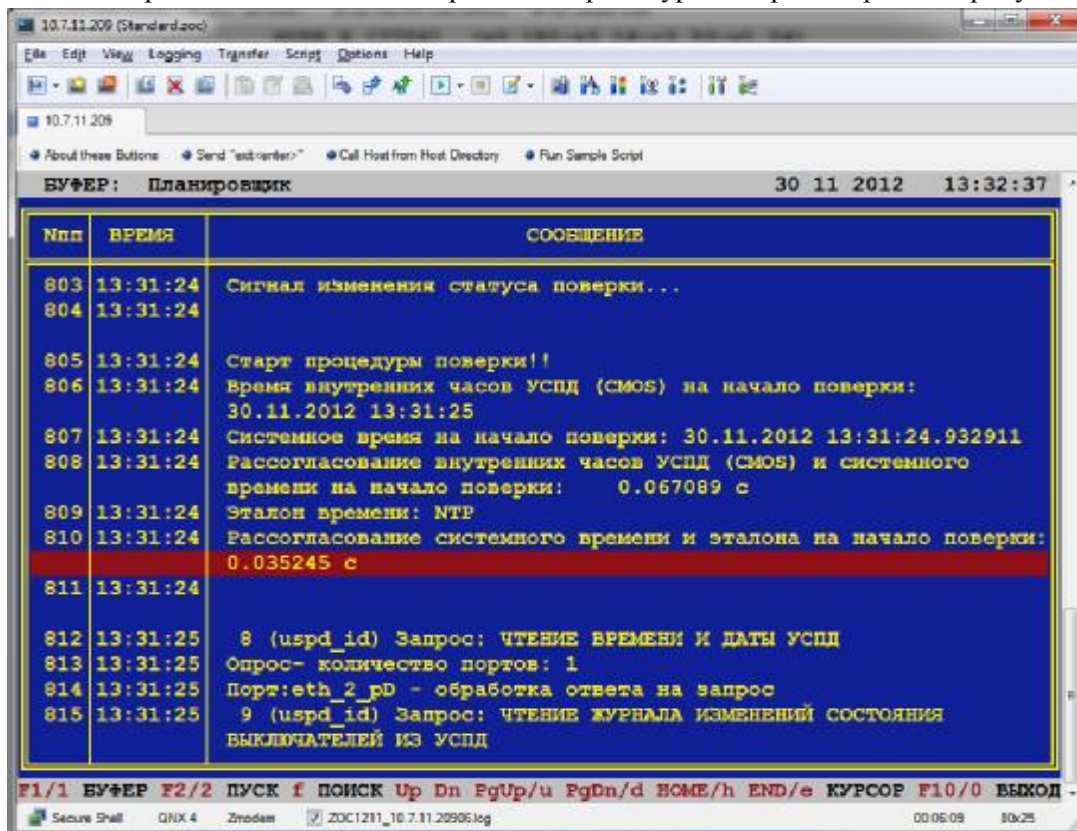 10.7.11.209 (Standard.zoc)
File Edit View Logging Transfer Script Options Help
10.7.11.209
About these Buttons Send "exit<enter>" Call Host from Host Directory Run Sample Script
БУФЕР: Планировщик 30 11 2012 13:32:37
Nпп ВРЕМЯ СООБЩЕНИЕ
803 13:31:24 Сигнал изменения статуса поверки...
804 13:31:24
805 13:31:24 Старт процедуры поверки!!
806 13:31:24 Время внутренних часов УСПД (CMOS) на начало поверки:
30.11.2012 13:31:25
807 13:31:24 Системное время на начало поверки: 30.11.2012 13:31:24.932911
808 13:31:24 Рассогласование внутренних часов УСПД (CMOS) и системного
времени на начало поверки: 0.067089 с
809 13:31:24 Эталон времени: NTP
810 13:31:24 Рассогласование системного времени и эталона на начало поверки:
0.035245 с
811 13:31:24
812 13:31:25 8 (uspd_id) Запрос: ЧТЕНИЕ ВРЕМЕНИ И ДАТЫ УСПД
813 13:31:25 Опрос- количество портов: 1
814 13:31:25 Порт:eth_2_pD - обработка ответа на запрос
815 13:31:25 9 (uspd_id) Запрос: ЧТЕНИЕ ЖУРНАЛА ИЗМЕНЕНИЙ СОСТОЯНИЯ
ВЫКЛЮЧАТЕЛЕЙ ИЗ УСПД
F1/1 БУФЕР F2/2 ПУСК f ПОИСК Up Dn PgUp/u PgDn/d HOME/h END/e КУРСОР F10/0 ВЫХОД
Secure Shell QNX 4 Zmodem ZOC1211_10.7.11.20906.log 00:06:09 80x25